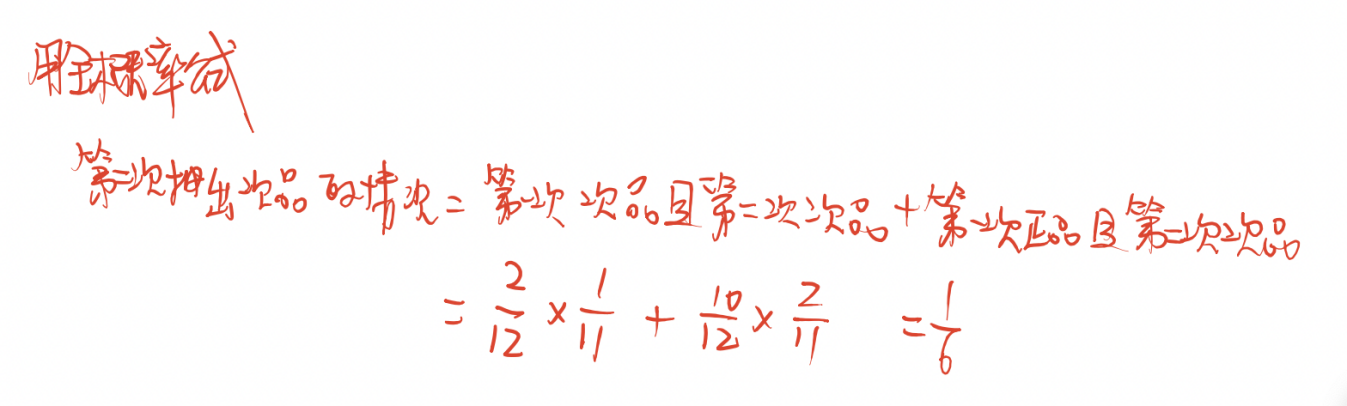 用全概率公式
第二次抽出次品的情况=第一次次品且第二次次品+第一次正品且第二次次品
= 2/12 × 1/11 + 10/12 × 2/11 = 1/6